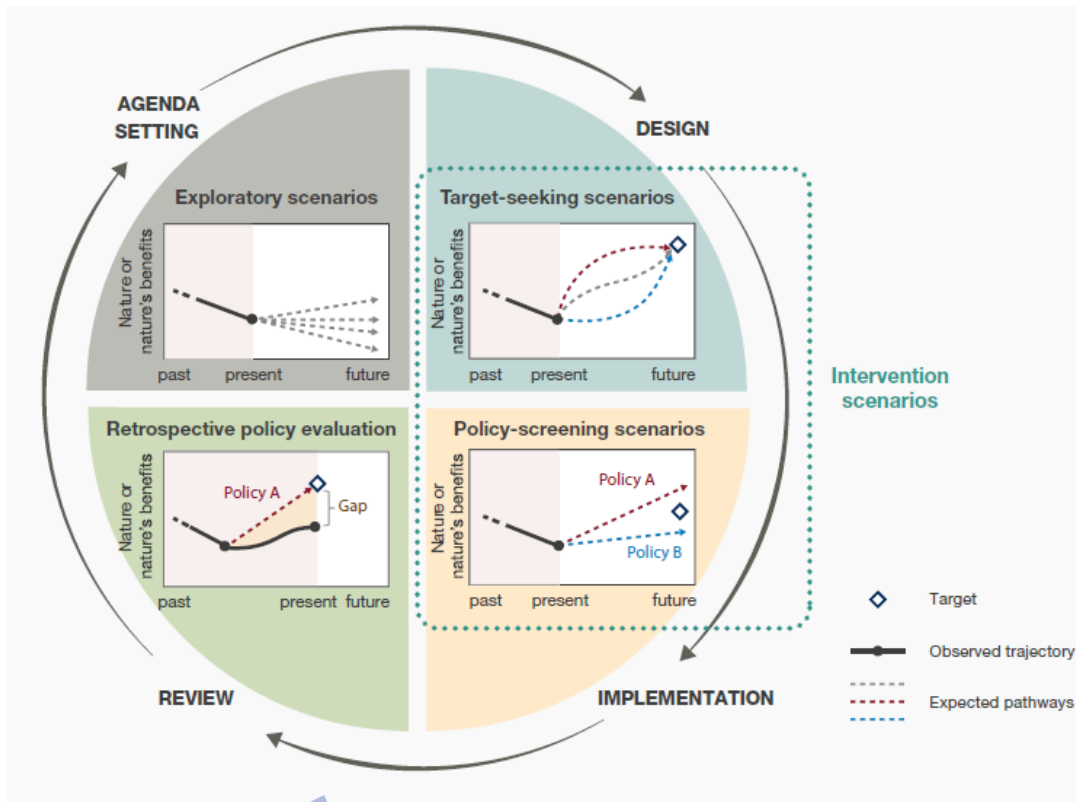 AGENDA
SETTING
DESIGN
Exploratory scenarios
Nature or
nature's benefits
past present future
Target-seeking scenarios
Nature or
nature's benefits
past present future
Intervention
scenarios
Retrospective policy evaluation
Nature or
nature's benefits
Policy A
Gap
past present future
Policy-screening scenarios
Nature or
nature's benefits
Policy A
Policy B
past present future
REVIEW
IMPLEMENTATION
Target
Observed trajectory
Expected pathways